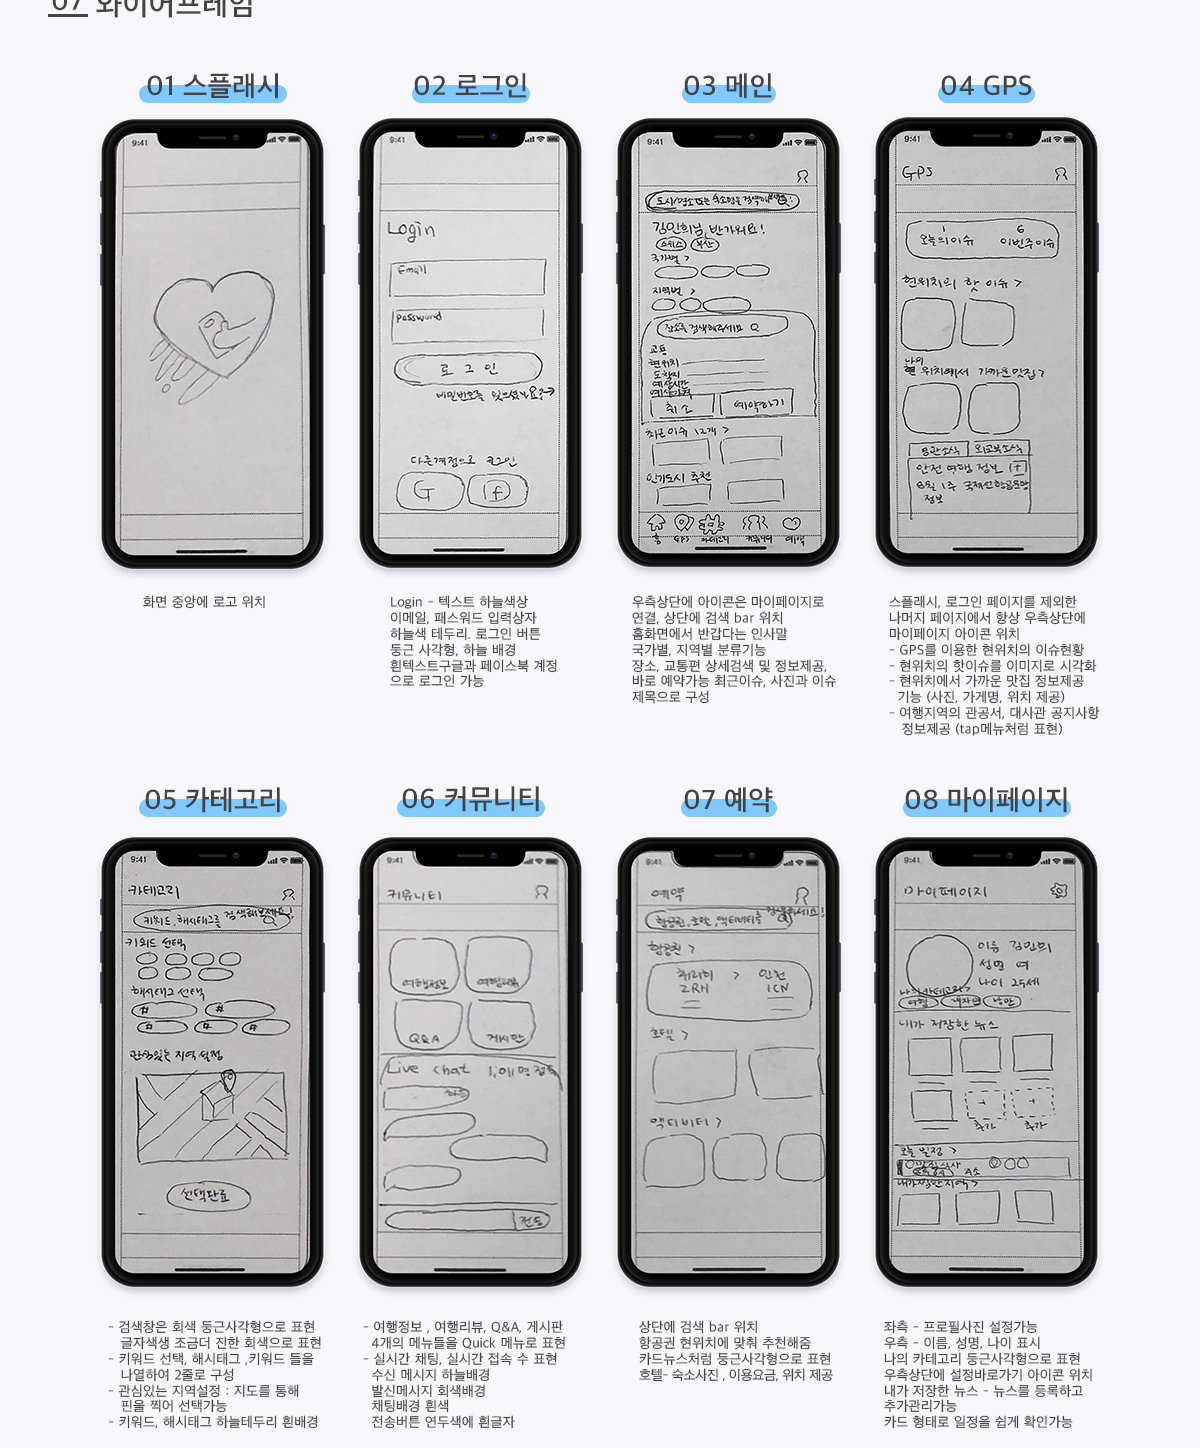 07 와이어프레임
01 스플래시
02 로그인
03 메인
04 GPS
9:41
9:41
Login
Email
Password
로그인
비밀번호를 잊으셨나요? →
다른계정으로 로그인
G
f
9:41
김민희님, 반가워요!
부산
국가별 >
지역별 >
장소를 검색해주세요
교통
현위치
도착지
예상시간
예상가격
취소
예약하기
최근이슈 12개 >
인기도시 추천
홈 GPS 카테고리 커뮤니티 예약
9:41
GPS
1 6
오늘의이슈 이번주이슈
현위치의 핫 이슈 >
나의
현 위치에서 가까운맛집 >
외교부소식
안전 여행 정보 (+)
1주 국제선항공운항
정보
화면 중앙에 로고 위치
Login - 텍스트 하늘색상
이메일, 패스워드 입력상자
하늘색 테두리. 로그인 버튼
둥근 사각형, 하늘 배경
흰텍스트구글과 페이스북 계정
으로 로그인 가능
우측상단에 아이콘은 마이페이지로
연결, 상단에 검색 bar 위치
홈화면에서 반갑다는 인사말
국가별, 지역별 분류기능
장소, 교통편 상세검색 및 정보제공,
바로 예약가능 최근이슈, 사진과 이슈
제목으로 구성
스플래시, 로그인 페이지를 제외한
나머지 페이지에서 항상 우측상단에
마이페이지 아이콘 위치
- GPS를 이용한 현위치의 이슈현황
- 현위치의 핫이슈를 이미지로 시각화
- 현위치에서 가까운 맛집 정보제공
기능 (사진, 가게명, 위치 제공)
- 여행지역의 관공서, 대사관 공지사항
정보제공 (tap메뉴처럼 표현)
05 카테고리
06 커뮤니티
07 예약
08 마이페이지
9:41
카테고리
키워드, 해시태그를 검색해보세요!
키워드 선택
해시태그 선택
# #
# # #
관심있는 지역 설정
선택완료
9:41
커뮤니티
여행정보
여행리뷰
Q&A
게시판
Live chat
하은
전송
9:41
예약
항공권, 호텔, 액티비티를 검색하세요!
항공권 >
취리히 > 인천
ZRH ICN
호텔 >
액티비티 >
9:41
마이페이지
이름 김민희
성별 여
나이 25세
나의카테고리 >
여행
내가 저장한 뉴스
+ +
추가 추가
오늘 일정 >
내가찜한지역 >
- 검색창은 회색 둥근사각형으로 표현
글자색생 조금더 진한 회색으로 표현
- 키워드 선택, 해시태그 ,키워드 들을
나열하여 2줄로 구성
- 관심있는 지역설정 : 지도를 통해
핀을 찍어 선택가능
- 키워드, 해시태그 하늘테두리 흰배경
- 여행정보 , 여행리뷰, Q&A, 게시판
4개의 메뉴들을 Quick 메뉴로 표현
- 실시간 채팅, 실시간 접속 수 표현
수신 메시지 하늘배경
발신메시지 회색배경
채팅배경 흰색
전송버튼 연두색에 흰글자
상단에 검색 bar 위치
항공권 현위치에 맞춰 추천해줌
카드뉴스처럼 둥근사각형으로 표현
호텔- 숙소사진 , 이용요금, 위치 제공
좌측 - 프로필사진 설정가능
우측 - 이름, 성명, 나이 표시
나의 카테고리 둥근사각형으로 표현
우측상단에 설정바로가기 아이콘 위치
내가 저장한 뉴스 - 뉴스를 등록하고
추가관리가능
카드 형태로 일정을 쉽게 확인가능